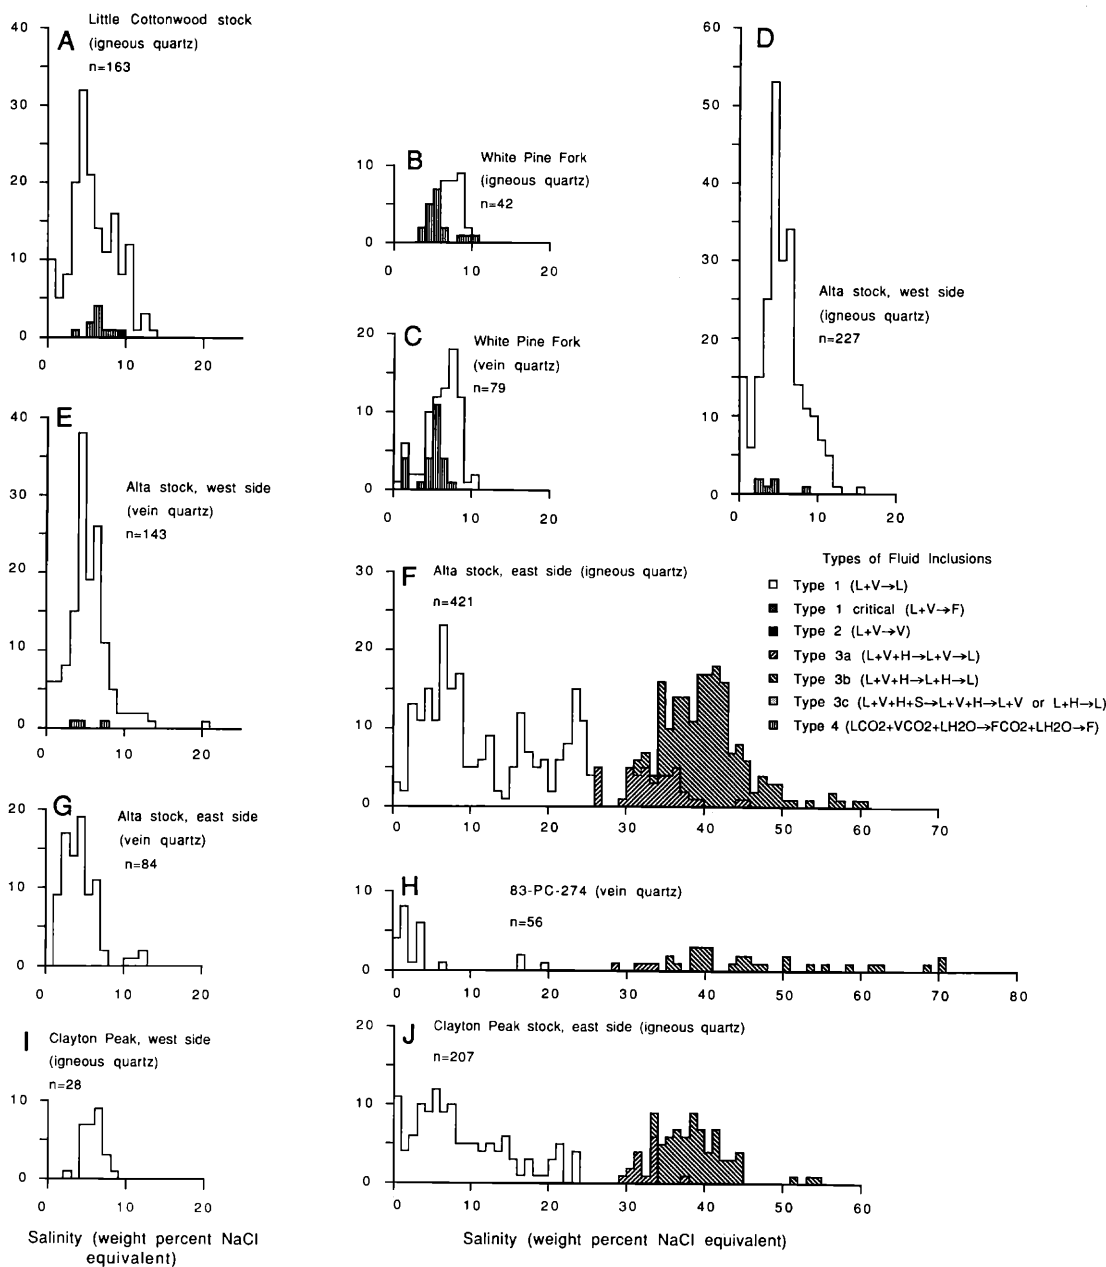 A
Little Cottonwood stock
(igneous quartz)
n=163
40
30
20
10
0
0 10 20
B
White Pine Fork
(igneous quartz)
n=42
10
0
0 10 20
C
White Pine Fork
(vein quartz)
n=79
20
10
0
0 10 20
D
60
50
40
30
20
10
0
Alta stock, west side
(igneous quartz)
n=227
0 10 20
E
40
30
20
10
0
Alta stock, west side
(vein quartz)
n=143
0 10 20
F
Alta stock, east side (igneous quartz)
n=421
30
20
10
0
0 10 20 30 40 50 60 70
Types of Fluid Inclusions
Type 1 (L+V→L)
Type 1 critical (L+V→F)
Type 2 (L+V→V)
Type 3a (L+V+H→L+V→L)
Type 3b (L+V+H→L+H→L)
Type 3c (L+V+H+S→L+V+H→L+V or L+H→L)
Type 4 (LCO2+VCO2+LH2O→FCO2+LH2O→F)
G
20
10
0
Alta stock, east side
(vein quartz)
n=84
0 10 20
H
83-PC-274 (vein quartz)
n=56
10
0
0 10 20 30 40 50 60 70 80
I
Clayton Peak, west side
(igneous quartz)
n=28
10
0
0 10 20
J
Clayton Peak stock, east side (igneous quartz)
n=207
20
10
0
0 10 20 30 40 50 60
Salinity (weight percent NaCl
equivalent)
Salinity (weight percent NaCl equivalent)